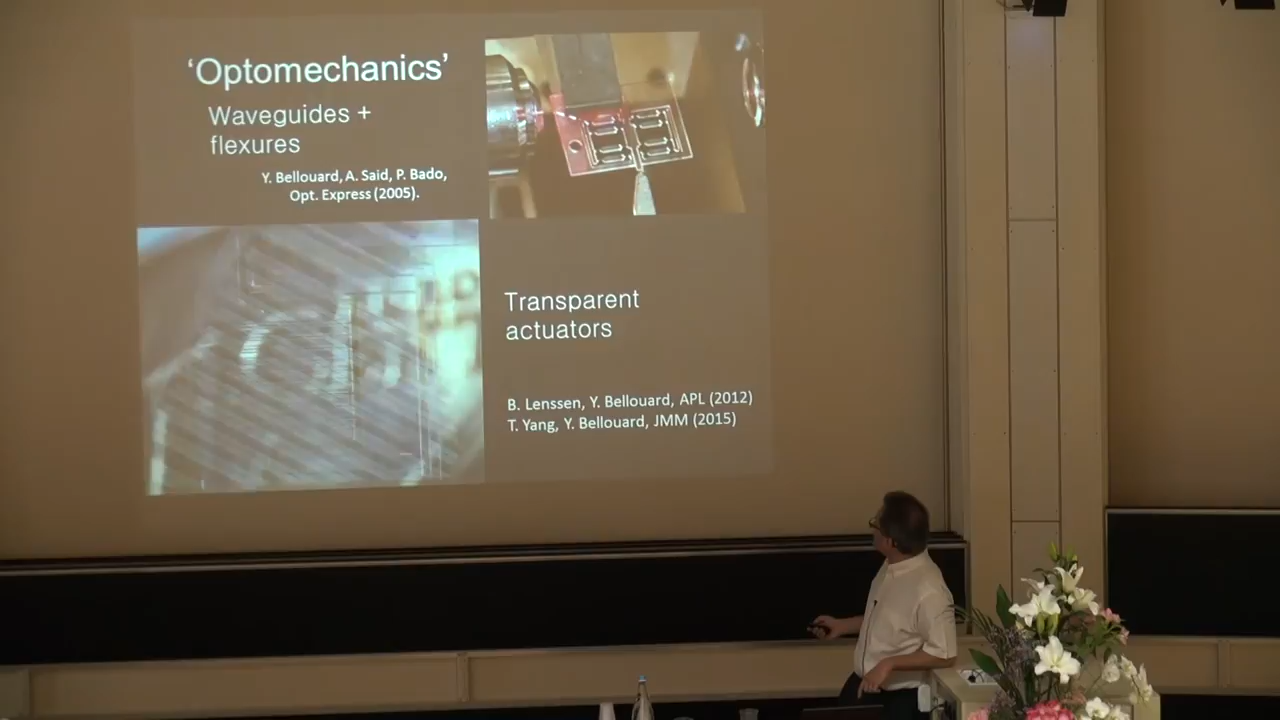 ‘Optomechanics’
Waveguides +
flexures
Y. Bellouard, A. Said, P. Bado,
Opt. Express (2005).
Transparent
actuators
B. Lenssen, Y. Bellouard, APL (2012)
T. Yang, Y. Bellouard, JMM (2015)